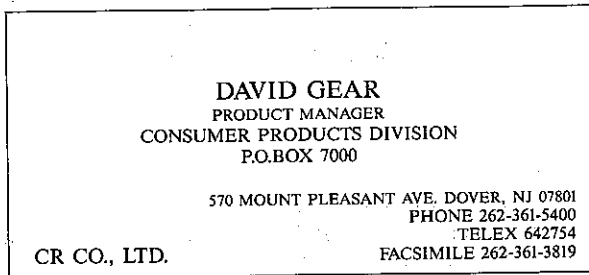 DAVID GEAR
PRODUCT MANAGER
CONSUMER PRODUCTS DIVISION
P.O.BOX 7000
570 MOUNT PLEASANT AVE. DOVER, NJ 07801
PHONE 262-361-5400
TELEX 642754
CR CO., LTD.
FACSIMILE 262-361-3819